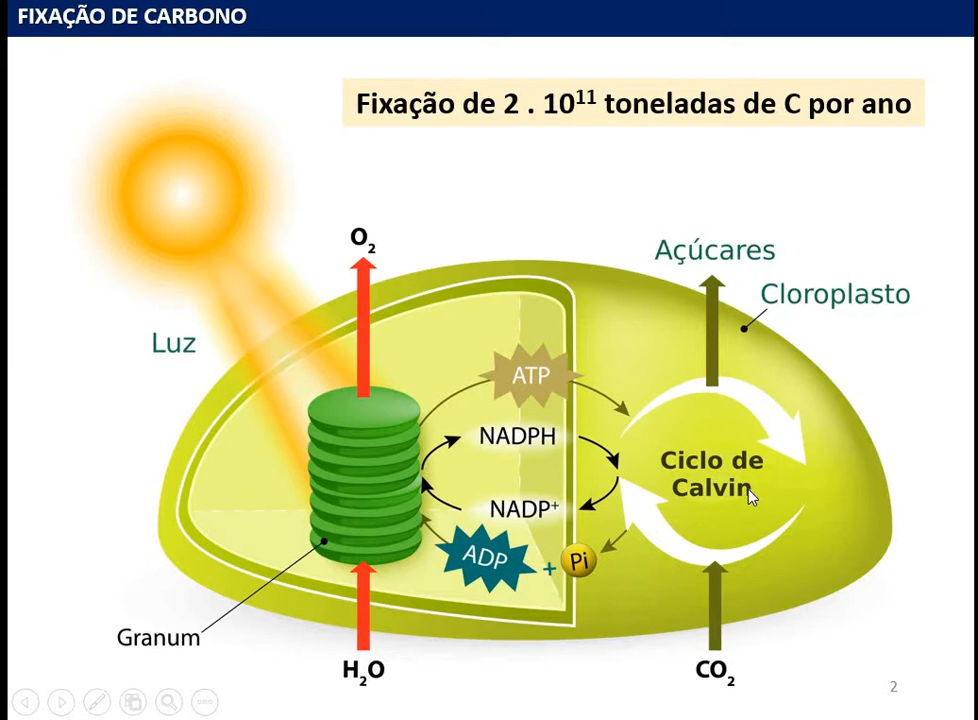 FIXAÇÃO DE CARBONO
Fixação de 2 . 10¹¹ toneladas de C por ano
O₂
Açúcares
Cloroplasto
Luz
ATP
NADPH
Ciclo de
Calvin
NADP⁺
ADP + Pi
Granum
H₂O
CO₂
2